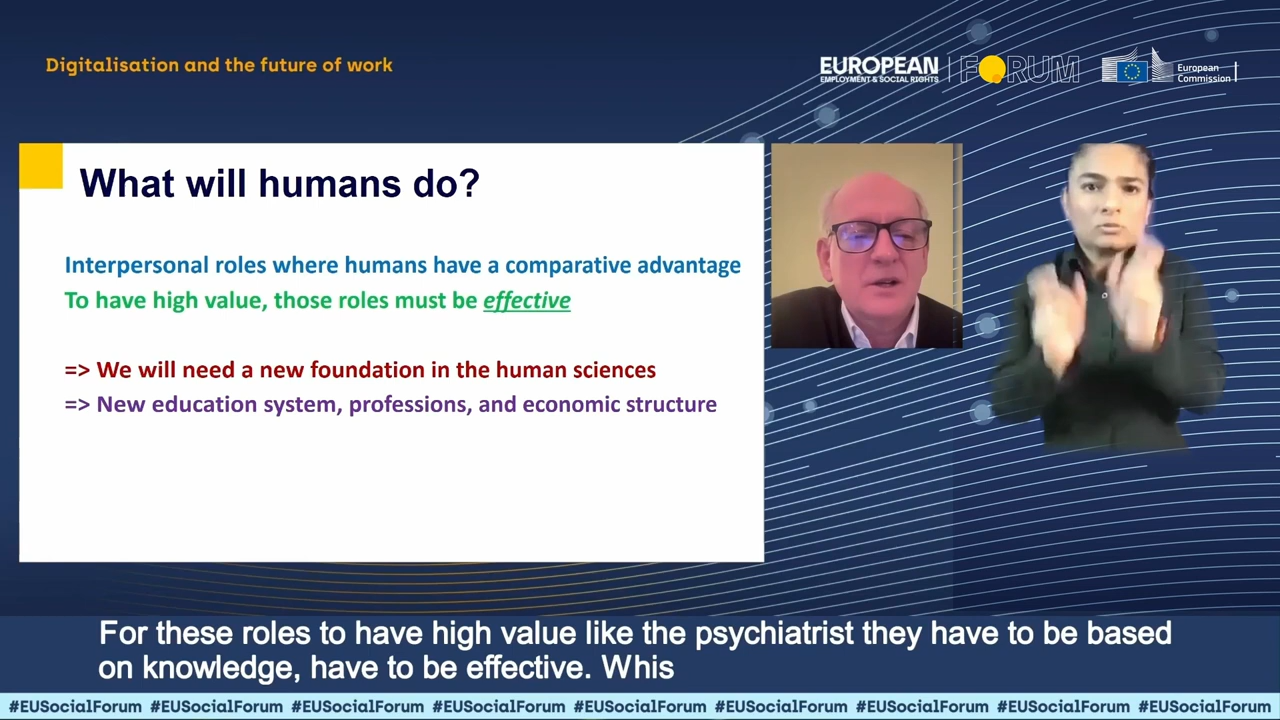 Digitalisation and the future of work
EUROPEAN
EMPLOYMENT & SOCIAL RIGHTS
FORUM
European
Commission
What will humans do?
Interpersonal roles where humans have a comparative advantage
To have high value, those roles must be effective
=> We will need a new foundation in the human sciences
=> New education system, professions, and economic structure
For these roles to have high value like the psychiatrist they have to be based
on knowledge, have to be effective. Whis
#EUSocialForum #EUSocialForum #EUSocialForum #EUSocialForum #EUSocialForum #EUSocialForum #EUSocialForum #EUSocialForum #EUSocialForum